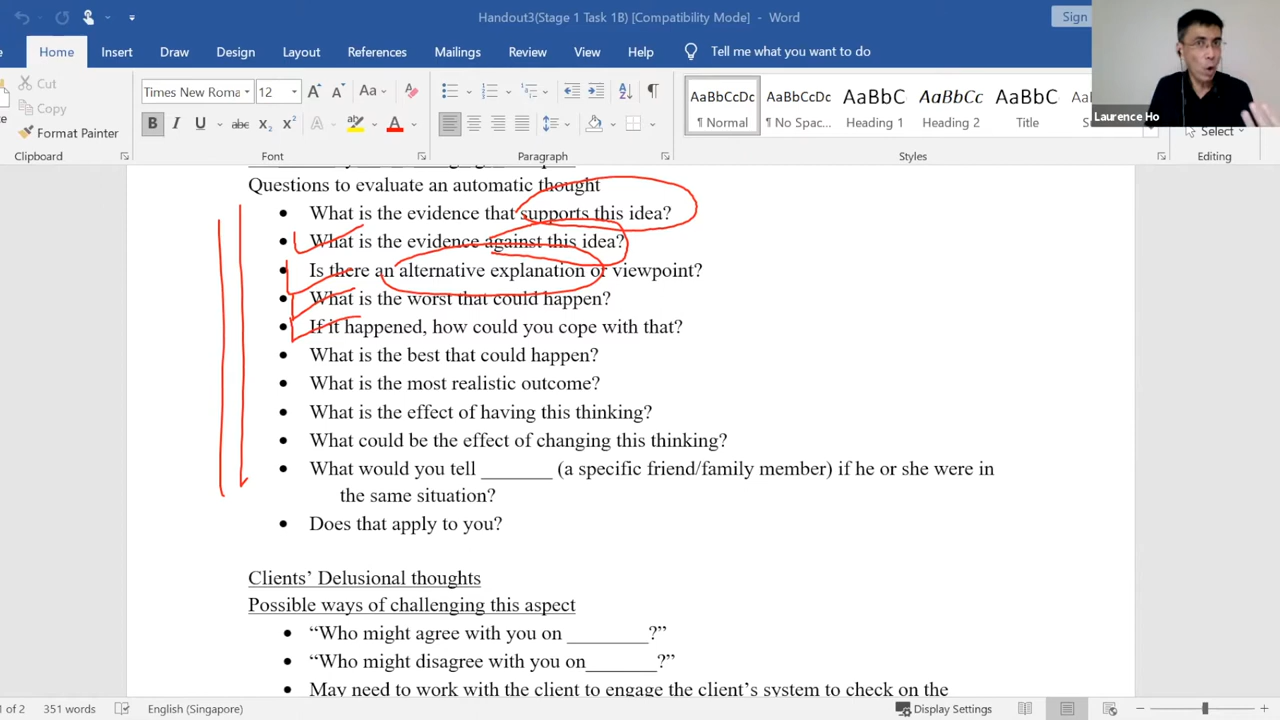 Handout3(Stage 1 Task 1B) [Compatibility Mode] - Word
Sign
Home Insert Draw Design Layout References Mailings Review View Help Tell me what you want to do
Cut
Copy
Format Painter
Clipboard
Times New Roma 12
Font
Paragraph
AaBbCcDc AaBbCcDc AaBbC AaBbCc AaBbC
¶ Normal ¶ No Spac... Heading 1 Heading 2 Title
Styles
Laurence Ho
Select
Editing
Questions to evaluate an automatic thought
• What is the evidence that supports this idea?
• What is the evidence against this idea?
• Is there an alternative explanation or viewpoint?
• What is the worst that could happen?
• If it happened, how could you cope with that?
• What is the best that could happen?
• What is the most realistic outcome?
• What is the effect of having this thinking?
• What could be the effect of changing this thinking?
• What would you tell _______ (a specific friend/family member) if he or she were in
the same situation?
• Does that apply to you?
Clients’ Delusional thoughts
Possible ways of challenging this aspect
• “Who might agree with you on ________?”
• “Who might disagree with you on_______?”
• May need to work with the client to engage the client’s system to check on the
of 2 351 words English (Singapore) Display Settings